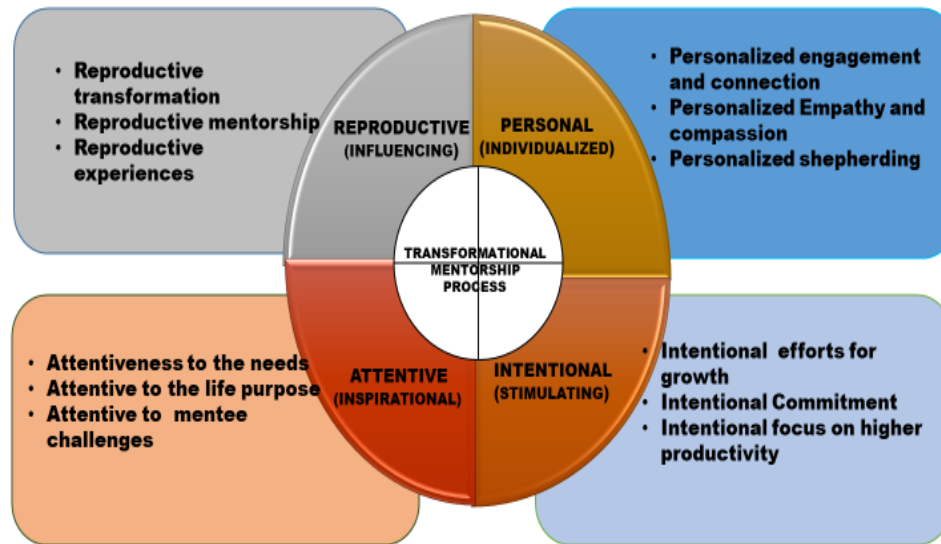 • Reproductive
transformation
• Reproductive mentorship
• Reproductive
experiences
REPRODUCTIVE
(INFLUENCING)
PERSONAL
(INDIVIDUALIZED)
• Personalized engagement
and connection
• Personalized Empathy and
compassion
• Personalized shepherding
TRANSFORMATIONAL
MENTORSHIP
PROCESS
• Attentiveness to the needs
• Attentive to the life purpose
• Attentive to mentee
challenges
ATTENTIVE
(INSPIRATIONAL)
INTENTIONAL
(STIMULATING)
• Intentional efforts for
growth
• Intentional Commitment
• Intentional focus on higher
productivity